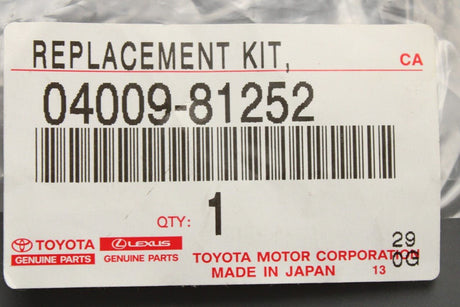 REPLACEMENT KIT,
CA
04009-81252
QTY: 1
TOYOTA
GENUINE PARTS
LEXUS
GENUINE PARTS
29
TOYOTA MOTOR CORPORATION
MADE IN JAPAN 13